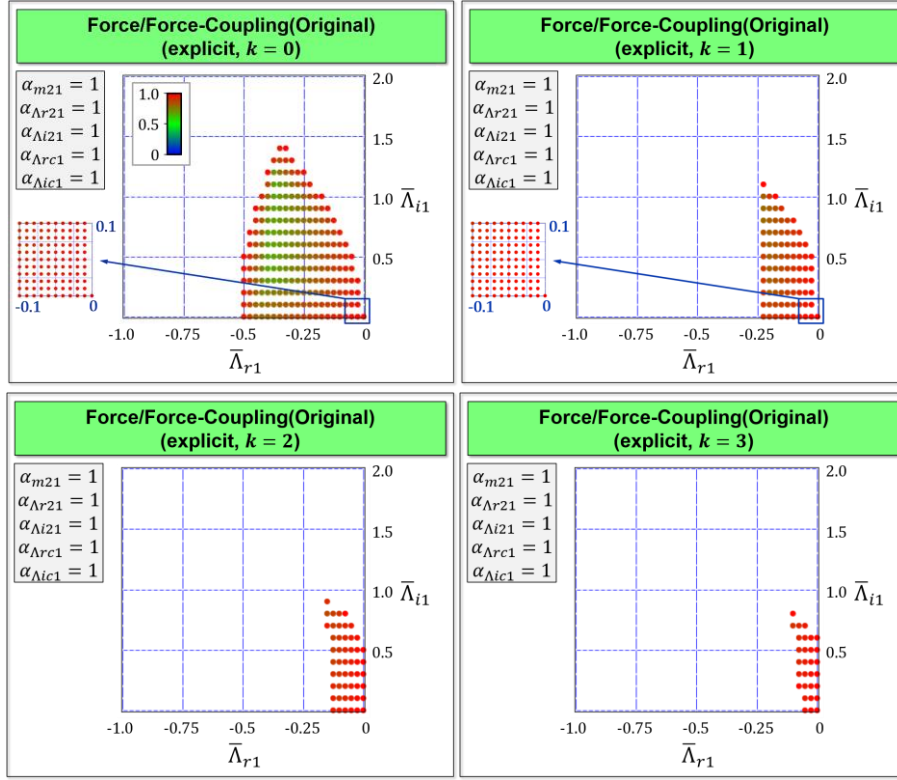 Force/Force-Coupling(Original)
(explicit, k = 0)
α_{m21} = 1
α_{Λr21} = 1
α_{Λi21} = 1
α_{Λrc1} = 1
α_{Λic1} = 1
1.0
0.5
0
2.0
1.5
1.0
Λ̅_{i1}
0.5
0.1
-0.1
0
-1.0
-0.75
-0.5
-0.25
0
Λ̅_{r1}
Force/Force-Coupling(Original)
(explicit, k = 1)
α_{m21} = 1
α_{Λr21} = 1
α_{Λi21} = 1
α_{Λrc1} = 1
α_{Λic1} = 1
2.0
1.5
1.0
Λ̅_{i1}
0.5
0.1
-0.1
0
-1.0
-0.75
-0.5
-0.25
0
Λ̅_{r1}
Force/Force-Coupling(Original)
(explicit, k = 2)
α_{m21} = 1
α_{Λr21} = 1
α_{Λi21} = 1
α_{Λrc1} = 1
α_{Λic1} = 1
2.0
1.5
1.0
Λ̅_{i1}
0.5
-1.0
-0.75
-0.5
-0.25
0
Λ̅_{r1}
Force/Force-Coupling(Original)
(explicit, k = 3)
α_{m21} = 1
α_{Λr21} = 1
α_{Λi21} = 1
α_{Λrc1} = 1
α_{Λic1} = 1
2.0
1.5
1.0
Λ̅_{i1}
0.5
-1.0
-0.75
-0.5
-0.25
0
Λ̅_{r1}